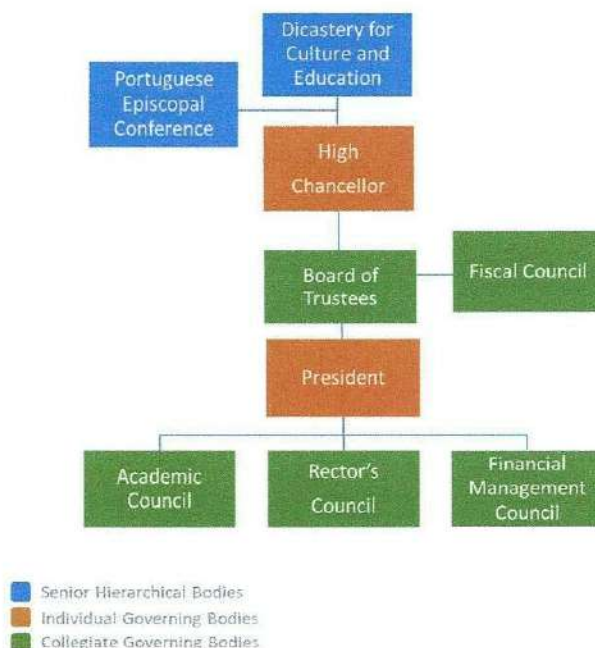 Dicastery for
Culture and
Education
Portuguese
Episcopal
Conference
High
Chancellor
Board of
Trustees
Fiscal Council
President
Academic
Council
Rector's
Council
Financial
Management
Council
Senior Hierarchical Bodies
Individual Governing Bodies
Collegiate Governing Bodies